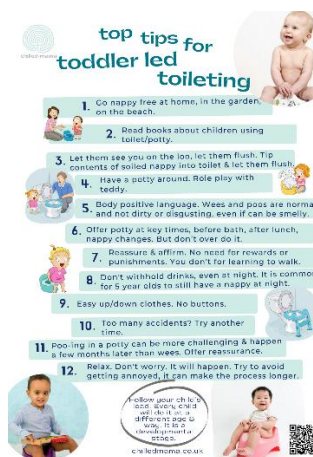 chilled mama
top tips for
toddler led
toileting
1. Go nappy free at home, in the garden,
on the beach.
2. Read books about children using
toilet/potty.
3. Let them see you on the loo, let them flush. Tip
contents of soiled nappy into toilet & let them flush.
4. Have a potty around. Role play with
teddy.
5. Body positive language. Wees and poos are norma
and not dirty or disgusting, even if can be smelly.
6. Offer potty at key times, before bath, after lunch,
nappy changes. But don't over do it.
7. Reassure & affirm. No need for rewards or
punishments. You don't for learning to walk.
8. Don't withhold drinks, even at night. It is commo
for 5 year olds to still have a nappy at night.
9. Easy up/down clothes. No buttons.
10. Too many accidents? Try another
time.
11. Poo-ing in a potty can be more challenging & happen
a few months later than wees. Offer reassurance.
12. Relax. Don't worry. It will happen. Try to avoid
getting annoyed, it can make the process longer.
Follow your child's
lead. Every child
will do it at a
different age &
way. It is a
developmental
stage.
chilledmama.co.uk